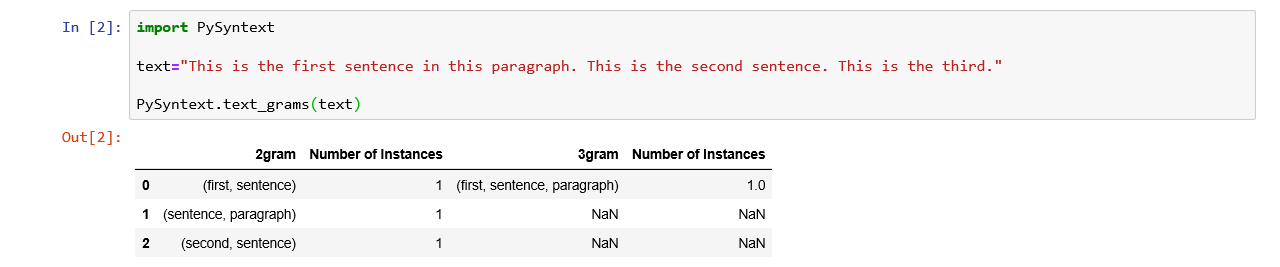 In [2]: import PySyntext
text="This is the first sentence in this paragraph. This is the second sentence. This is the third."
PySyntext.text_grams(text)
Out[2]:
2gram Number of Instances 3gram Number of Instances
0 (first, sentence) 1 (first, sentence, paragraph) 1.0
1 (sentence, paragraph) 1 NaN NaN
2 (second, sentence) 1 NaN NaN